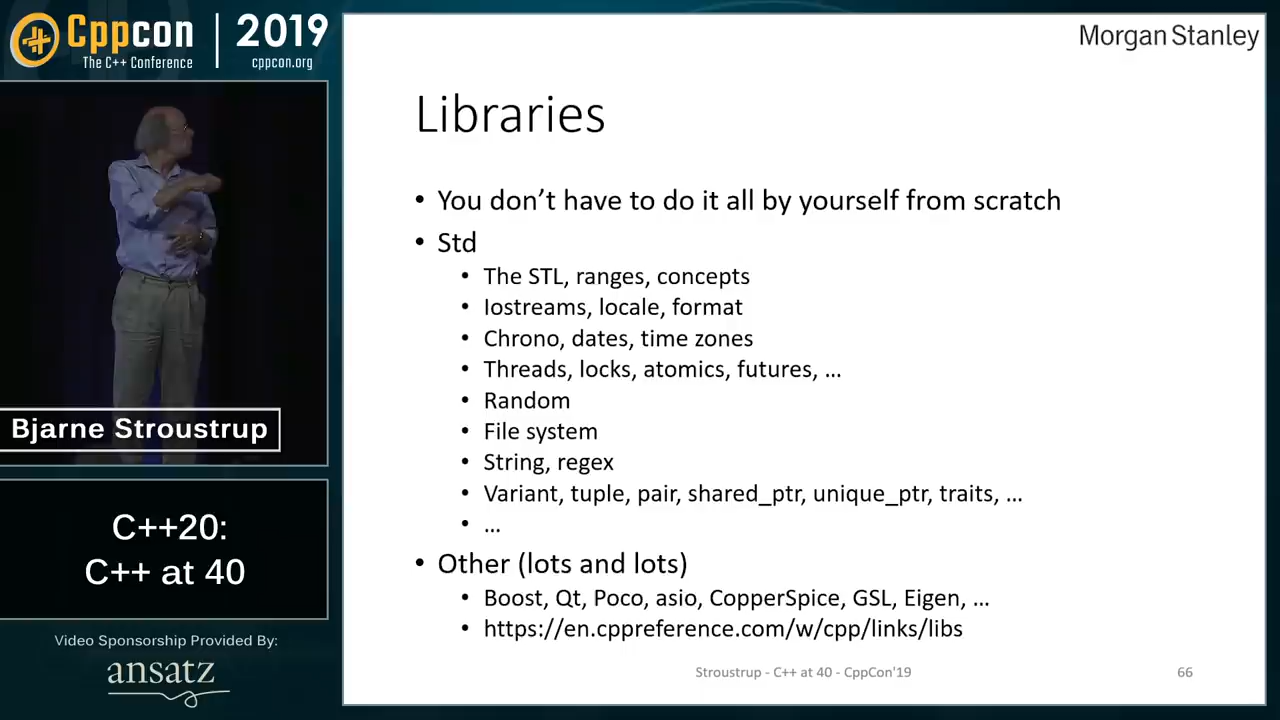 Cppcon
The C++ Conference
2019
cppcon.org
Morgan Stanley
Libraries
• You don’t have to do it all by yourself from scratch
• Std
• The STL, ranges, concepts
• Iostreams, locale, format
• Chrono, dates, time zones
• Threads, locks, atomics, futures, …
• Random
• File system
• String, regex
• Variant, tuple, pair, shared_ptr, unique_ptr, traits, …
• …
• Other (lots and lots)
• Boost, Qt, Poco, asio, CopperSpice, GSL, Eigen, …
• https://en.cppreference.com/w/cpp/links/libs
Stroustrup - C++ at 40 - CppCon'19
66
Bjarne Stroustrup
C++20:
C++ at 40
Video Sponsorship Provided By:
ansatz